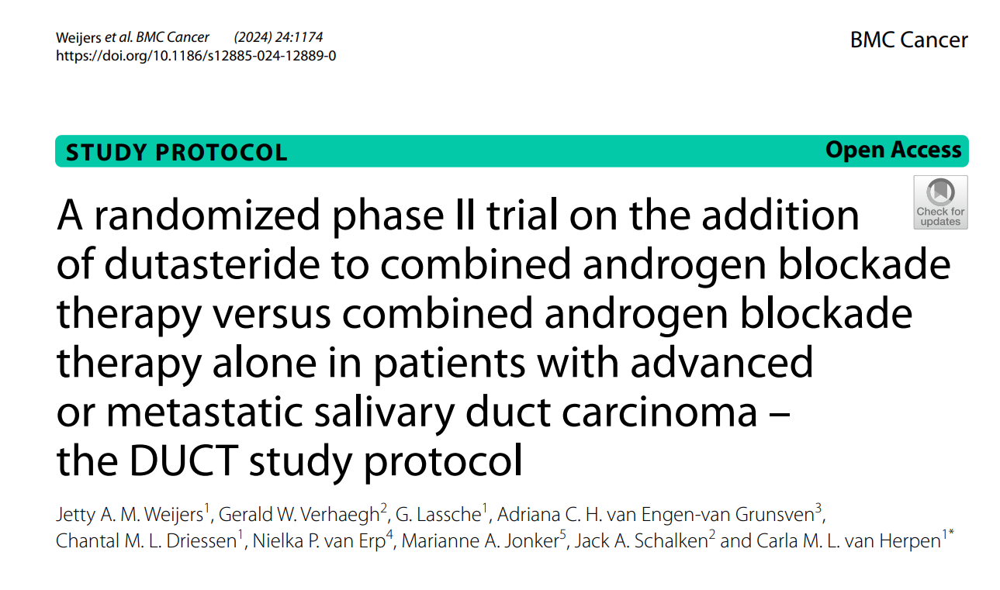 Weijers et al. BMC Cancer (2024) 24:1174
https://doi.org/10.1186/s12885-024-12889-0
BMC Cancer
STUDY PROTOCOL
Open Access
Check for
updates
A randomized phase II trial on the addition
of dutasteride to combined androgen blockade
therapy versus combined androgen blockade
therapy alone in patients with advanced
or metastatic salivary duct carcinoma –
the DUCT study protocol
Jetty A. M. Weijers1, Gerald W. Verhaegh2, G. Lassche1, Adriana C. H. van Engen-van Grunsven3,
Chantal M. L. Driessen1, Nielka P. van Erp4, Marianne A. Jonker5, Jack A. Schalken2 and Carla M. L. van Herpen1*